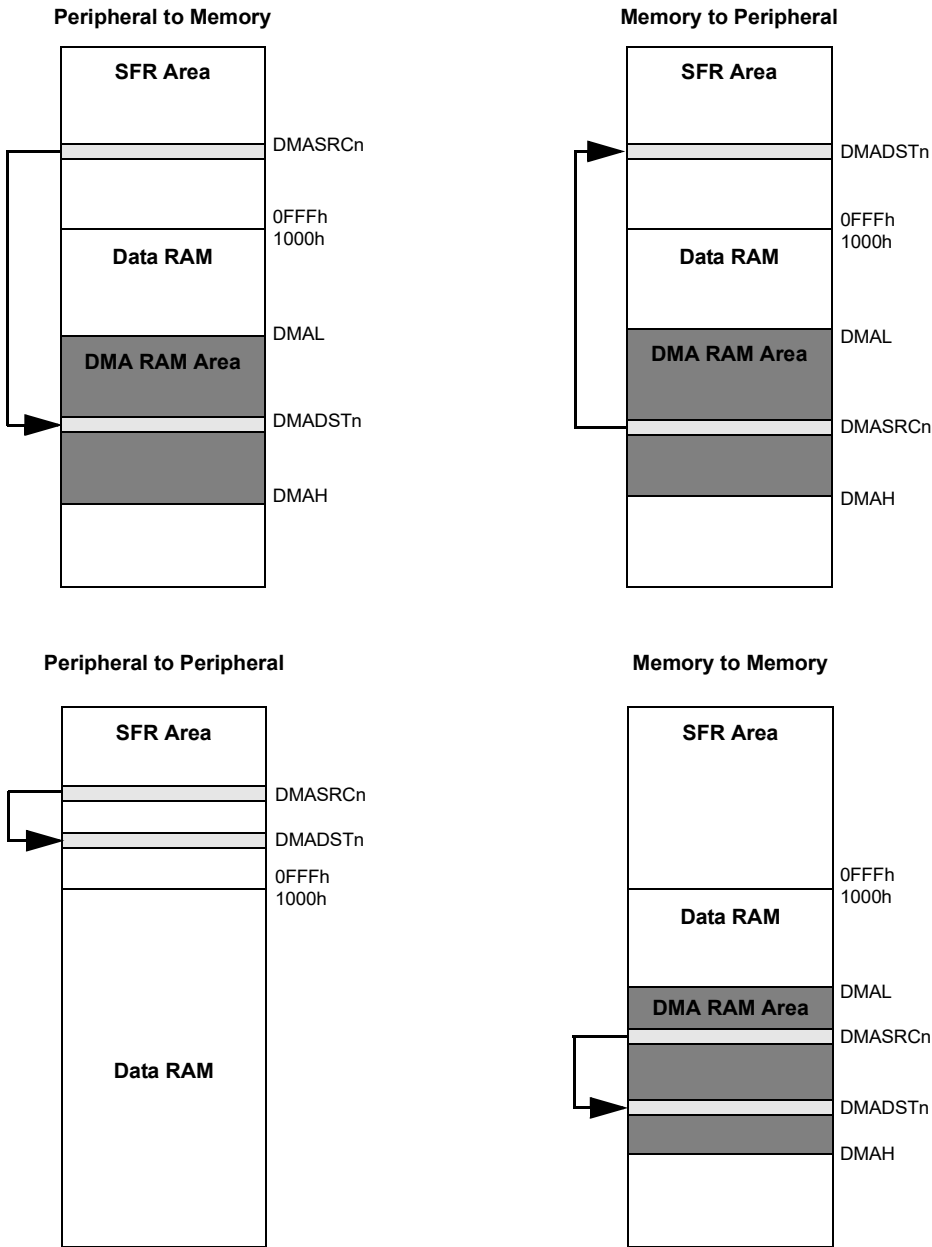 Peripheral to Memory
SFR Area
DMASRCn
0FFFh
1000h
Data RAM
DMAL
DMA RAM Area
DMADSTn
DMAH
Memory to Peripheral
SFR Area
DMADSTn
0FFFh
1000h
Data RAM
DMAL
DMA RAM Area
DMASRCn
DMAH
Peripheral to Peripheral
SFR Area
DMASRCn
DMADSTn
0FFFh
1000h
Data RAM
Memory to Memory
SFR Area
0FFFh
1000h
Data RAM
DMAL
DMA RAM Area
DMASRCn
DMADSTn
DMAH